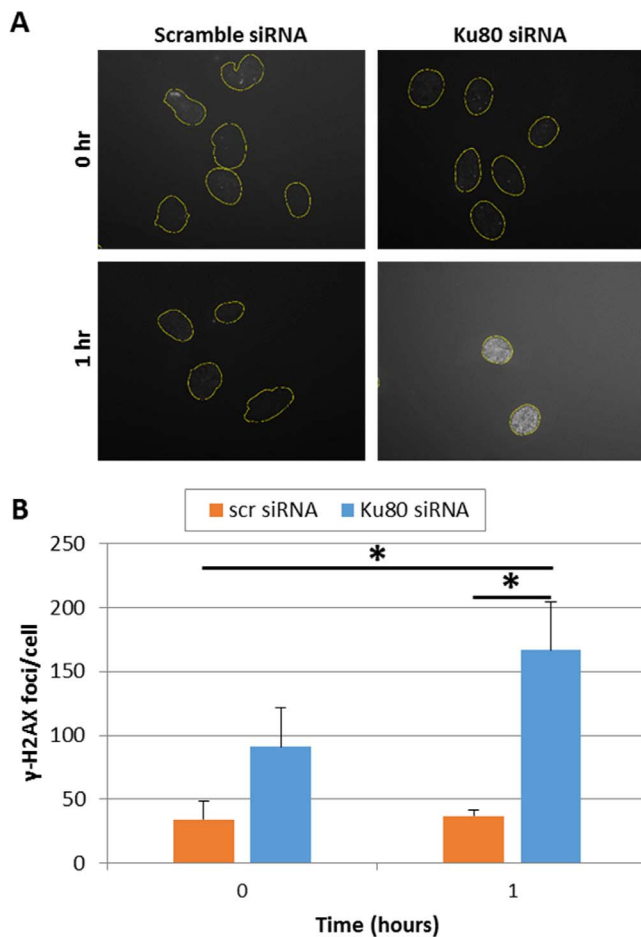 A
Scramble siRNA
Ku80 siRNA
0 hr
1 hr
B
scr siRNA
Ku80 siRNA
250
200
150
100
50
0
γ-H2AX foci/cell
*
*
0
1
Time (hours)